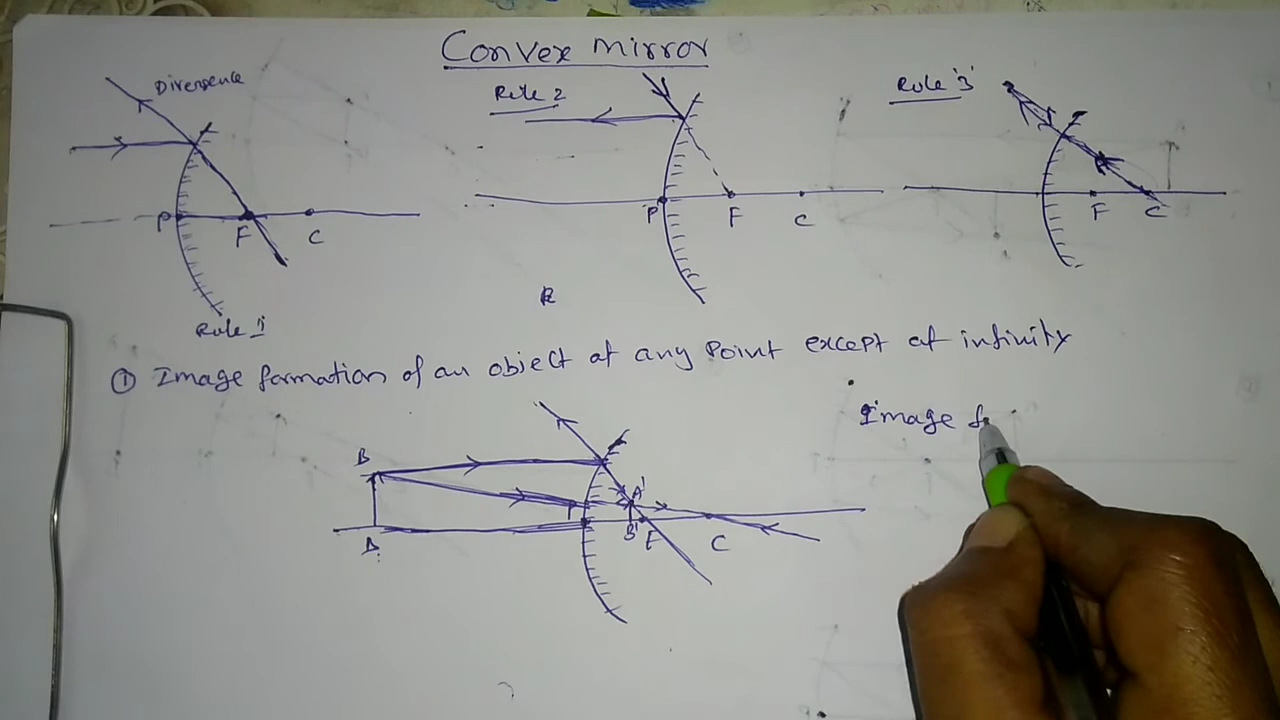 Convex mirror
Divergence
P F C
Rule 1
Rule 2
P F C
Rule '3'
F C
R
① Image formation of an object at any point except at infinity
B
A'
P B' F C
Image f